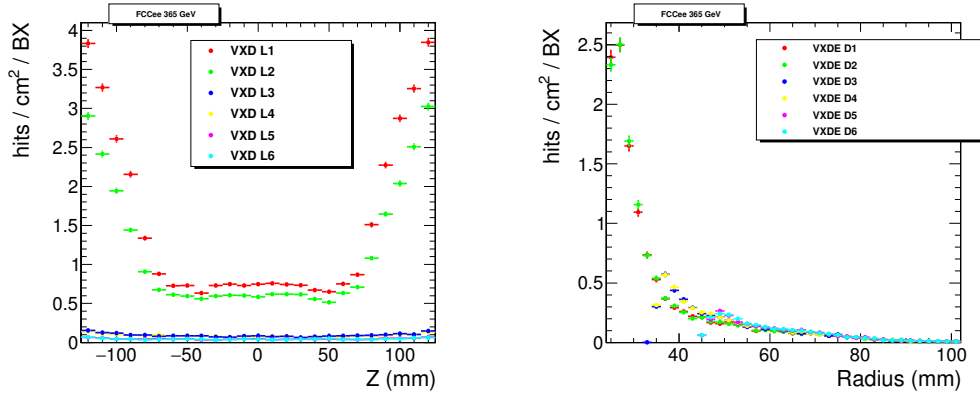 FCCee 365 GeV
hits / cm² / BX
4
3.5
3
2.5
2
1.5
1
0.5
0
VXD L1
VXD L2
VXD L3
VXD L4
VXD L5
VXD L6
−100 −50 0 50 100
Z (mm)
FCCee 365 GeV
hits / cm² / BX
2.5
2
1.5
1
0.5
0
VXDE D1
VXDE D2
VXDE D3
VXDE D4
VXDE D5
VXDE D6
40 60 80 100
Radius (mm)